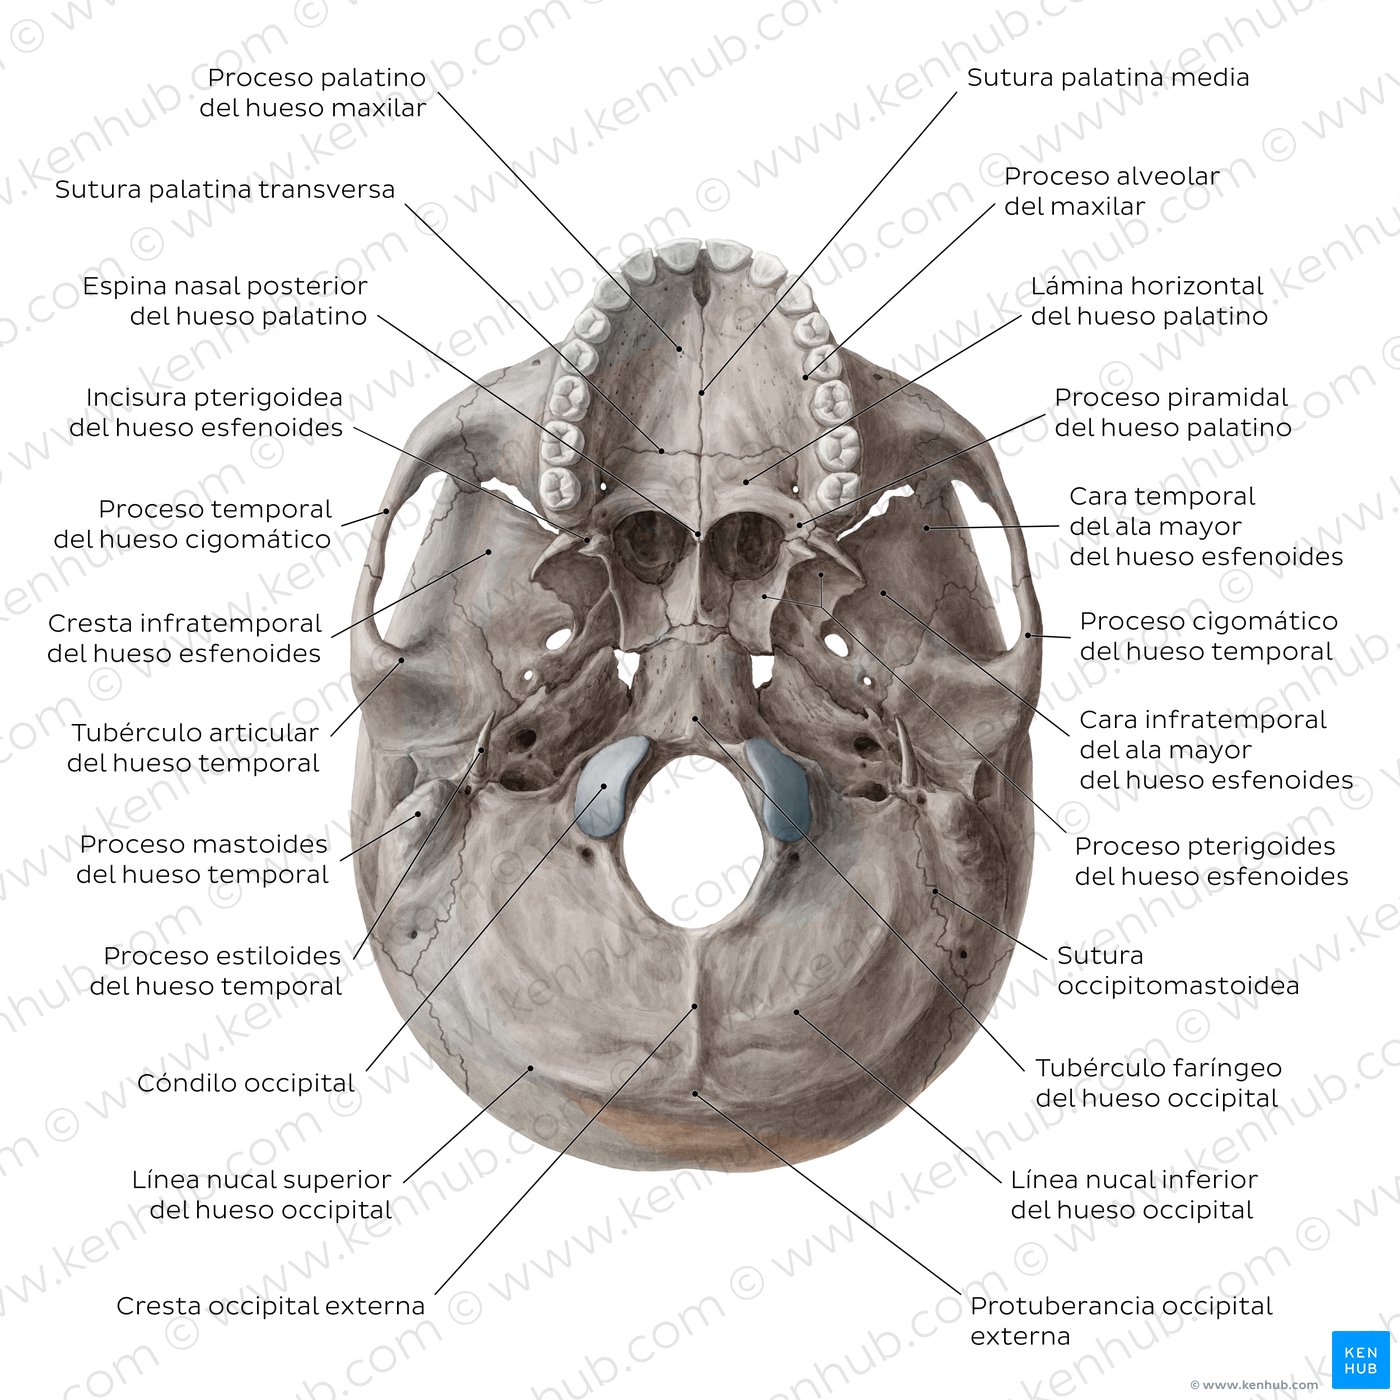 Proceso palatino
del hueso maxilar
Sutura palatina transversa
Espina nasal posterior
del hueso palatino
Incisura pterigoidea
del hueso esfenoides
Proceso temporal
del hueso cigomático
Cresta infratemporal
del hueso esfenoides
Tubérculo articular
del hueso temporal
Proceso mastoides
del hueso temporal
Proceso estiloides
del hueso temporal
Cóndilo occipital
Línea nucal superior
del hueso occipital
Cresta occipital externa
Sutura palatina media
Proceso alveolar
del maxilar
Lámina horizontal
del hueso palatino
Proceso piramidal
del hueso palatino
Cara temporal
del ala mayor
del hueso esfenoides
Proceso cigomático
del hueso temporal
Cara infratemporal
del ala mayor
del hueso esfenoides
Proceso pterigoides
del hueso esfenoides
Sutura
occipitomastoidea
Tubérculo faríngeo
del hueso occipital
Línea nucal inferior
del hueso occipital
Protuberancia occipital
externa
KEN
HUB
© www.kenhub.com